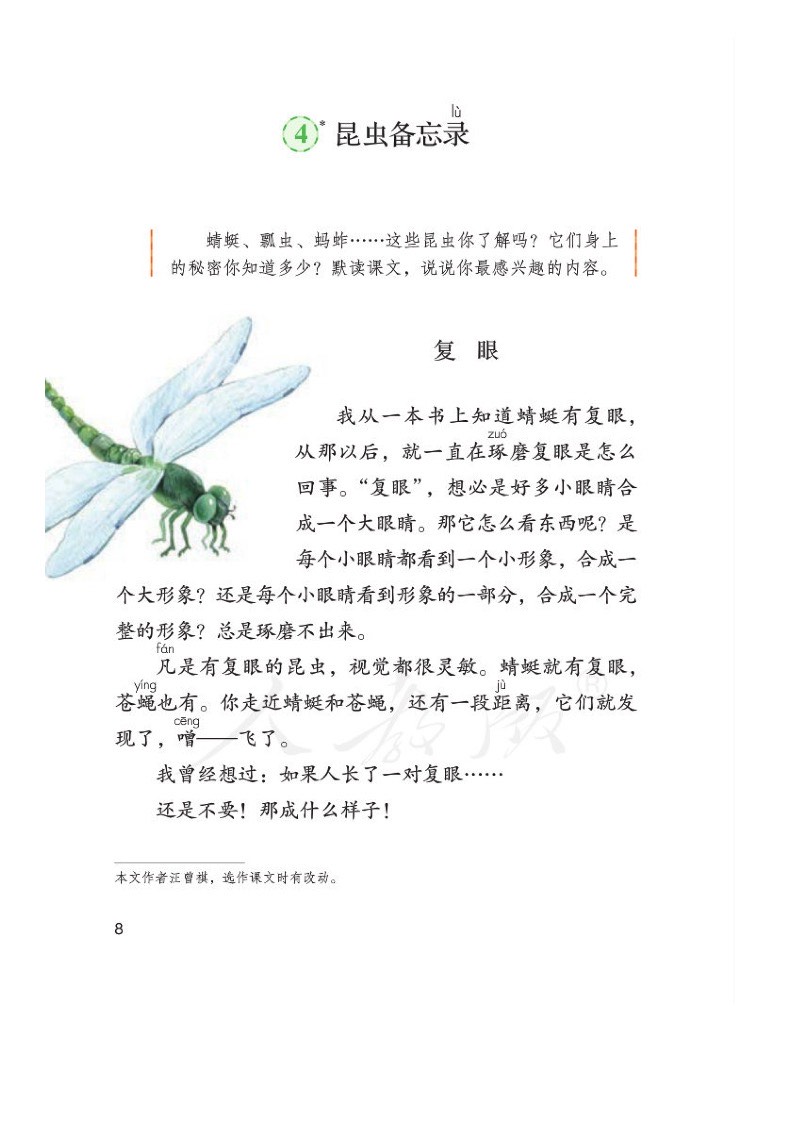 lù
4* 昆虫备忘录
蜻蜓、瓢虫、蚂蚱……这些昆虫你了解吗？它们身上
的秘密你知道多少？默读课文，说说你最感兴趣的内容。
复 眼
我从一本书上知道蜻蜓有复眼，
zuó
从那以后，就一直在琢磨复眼是怎么
回事。“复眼”，想必是好多小眼睛合
成一个大眼睛。那它怎么看东西呢？是
每个小眼睛都看到一个小形象，合成一
个大形象？还是每个小眼睛看到形象的一部分，合成一个完
整的形象？总是琢磨不出来。
fán
凡是有复眼的昆虫，视觉都很灵敏。蜻蜓就有复眼，
yíng jù
苍蝇也有。你走近蜻蜓和苍蝇，还有一段距离，它们就发
cēng
现了，噌——飞了。
我曾经想过：如果人长了一对复眼……
还是不要！那成什么样子！
人教版®
本文作者汪曾祺，选作课文时有改动。
8